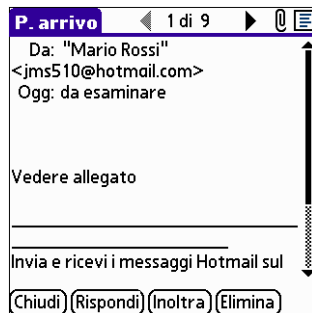 P. arrivo 1 di 9
Da: "Mario Rossi"
<jms510@hotmail.com>
Ogg: da esaminare
Vedere allegato
Invia e ricevi i messaggi Hotmail sul
Chiudi Rispondi Inoltra Elimina